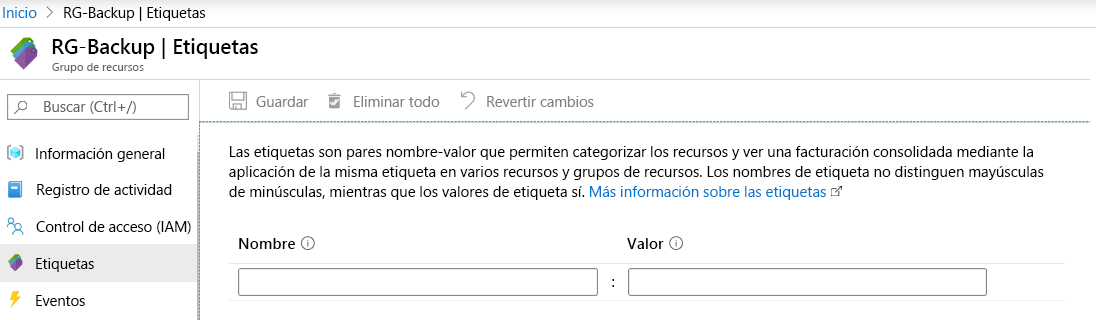 Inicio > RG-Backup | Etiquetas
RG-Backup | Etiquetas
Grupo de recursos
Buscar (Ctrl+/)
Guardar Eliminar todo Revertir cambios
Información general
Registro de actividad
Control de acceso (IAM)
Etiquetas
Eventos
Las etiquetas son pares nombre-valor que permiten categorizar los recursos y ver una facturación consolidada mediante la
aplicación de la misma etiqueta en varios recursos y grupos de recursos. Los nombres de etiqueta no distinguen mayúsculas
de minúsculas, mientras que los valores de etiqueta sí. Más información sobre las etiquetas
Nombre Valor
: